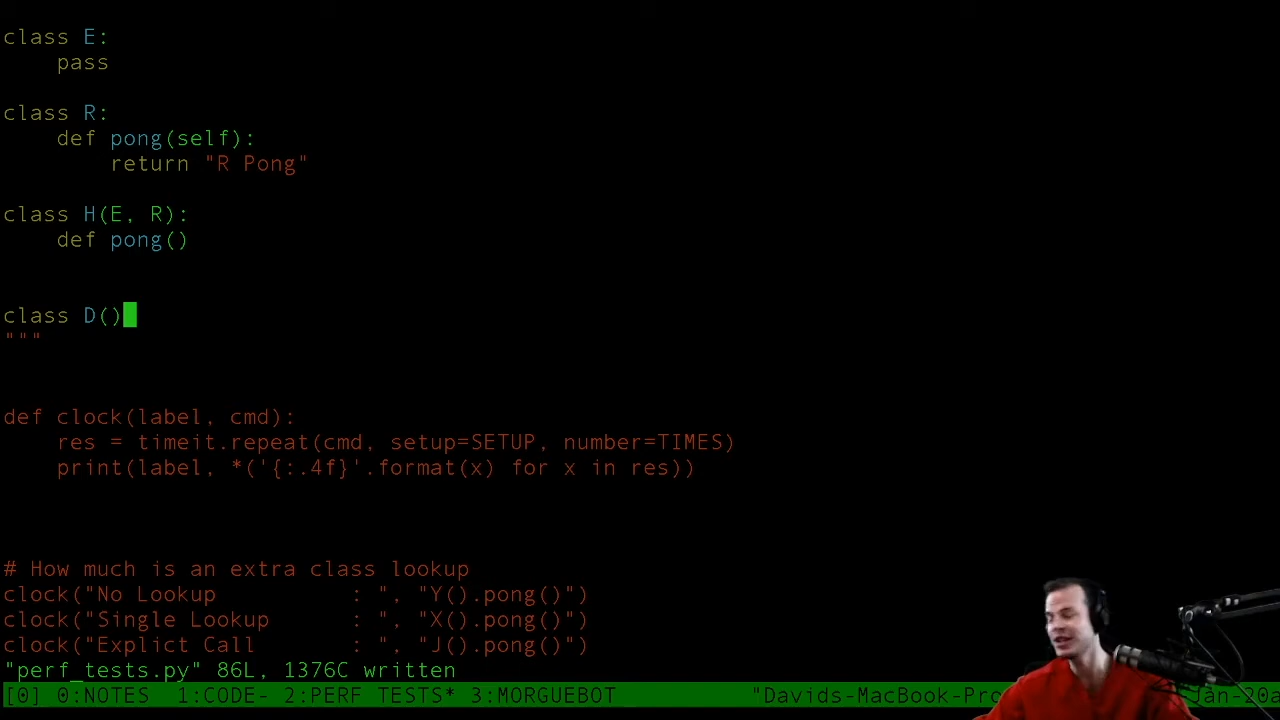 class E:
    pass
class R:
    def pong(self):
        return "R Pong"
class H(E, R):
    def pong()
class D()
"""
def clock(label, cmd):
    res = timeit.repeat(cmd, setup=SETUP, number=TIMES)
    print(label, *('{:.4f}'.format(x) for x in res))
# How much is an extra class lookup
clock("No Lookup          : ", "Y().pong()")
clock("Single Lookup      : ", "X().pong()")
clock("Explict Call       : ", "J().pong()")
"perf_tests.py" 86L, 1376C written
[0] 0:NOTES  1:CODE- 2:PERF TESTS* 3:MORGUEBOT "Davids-MacBook-Pro